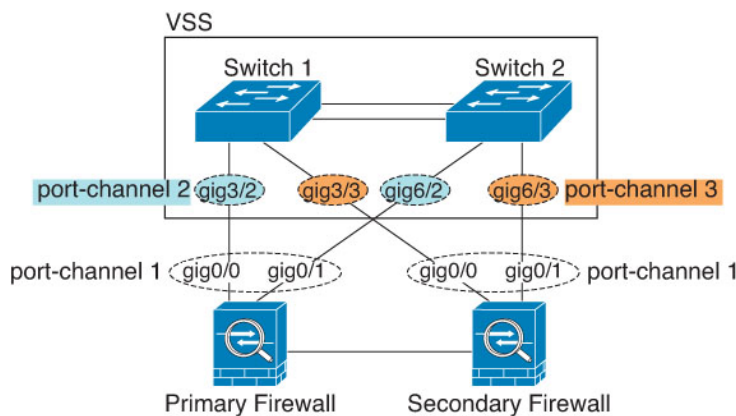 VSS
Switch 1
Switch 2
port-channel 2
gig3/2
gig3/3
gig6/2
gig6/3
port-channel 3
port-channel 1
gig0/0
gig0/1
gig0/0
gig0/1
port-channel 1
Primary Firewall
Secondary Firewall